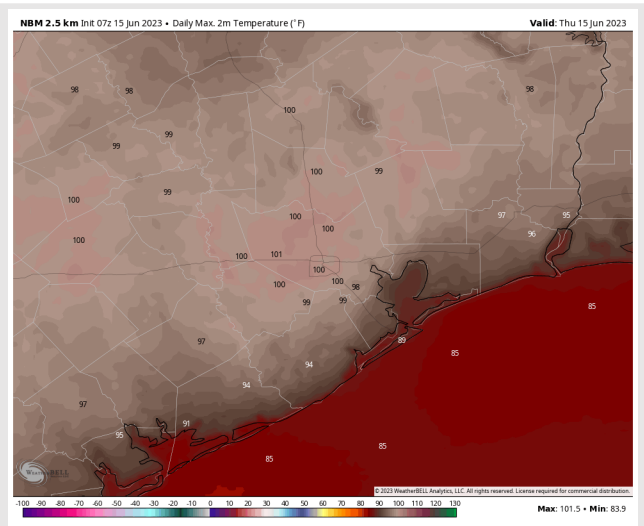 NBM 2.5 km Init 07z 15 Jun 2023 • Daily Max. 2m Temperature (°F)
Valid: Thu 15 Jun 2023
98 98 98
100
99
99
100 99
99
100
100 97 95
100 96
100
100 101
100
100 100 98
99 99
85
97 89
85
94
94
97
91
95
85
85
WeatherBELL
© 2023 WeatherBELL Analytics, LLC. All rights reserved. License required for commercial distribution.
-100 -90 -80 -70 -60 -50 -40 -30 -20 -10 0 10 20 30 40 50 60 70 80 90 100 110 120 130
Max: 101.5 • Min: 83.9